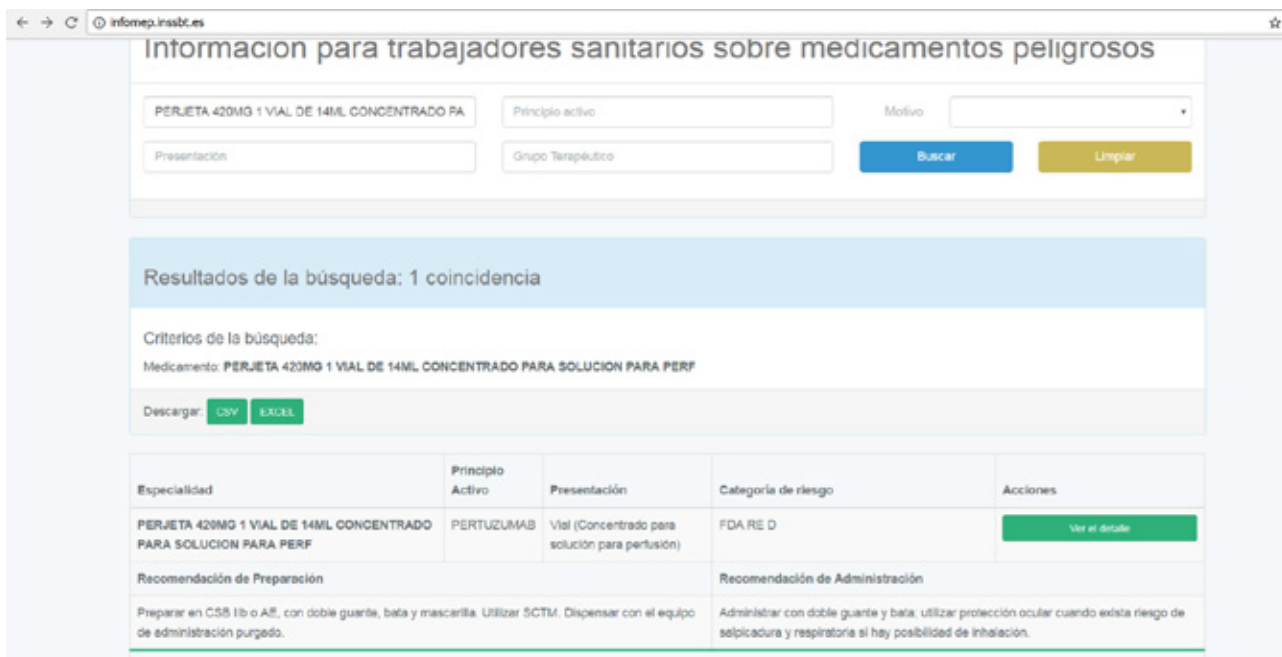 infomep.inssbt.es
Información para trabajadores sanitarios sobre medicamentos peligrosos
PERJETA 420MG 1 VIAL DE 14ML CONCENTRADO PA
Principio activo
Motivo
Presentación
Grupo Terapéutico
Buscar
Limpiar
Resultados de la búsqueda: 1 coincidencia
Criterios de la búsqueda:
Medicamento: PERJETA 420MG 1 VIAL DE 14ML CONCENTRADO PARA SOLUCION PARA PERF
Descargar: CSV EXCEL
Especialidad
Principio
Activo
Presentación
Categoría de riesgo
Acciones
PERJETA 420MG 1 VIAL DE 14ML CONCENTRADO
PARA SOLUCION PARA PERF
PERTUZUMAB
Vial (Concentrado para
solución para perfusión)
FDA RE D
Ver el detalle
Recomendación de Preparación
Recomendación de Administración
Preparar en CSB IIb o AE, con doble guante, bata y mascarilla. Utilizar SCTM. Dispensar con el equipo
de administración purgado.
Administrar con doble guante y bata; utilizar protección ocular cuando exista riesgo de
salpicadura y respiratoria si hay posibilidad de inhalación.